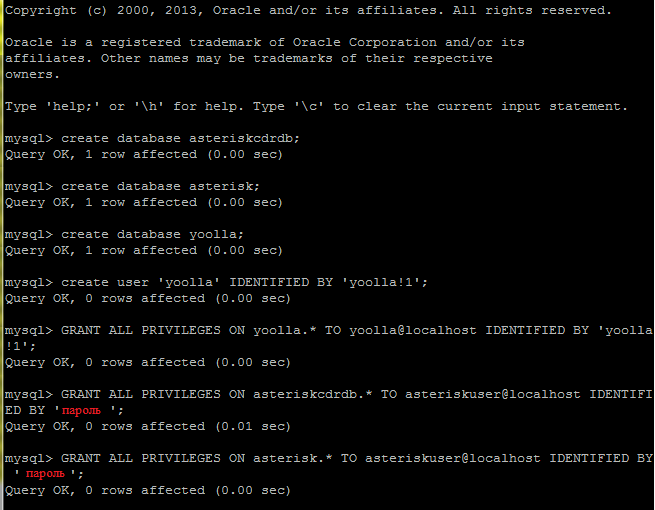 Copyright (c) 2000, 2013, Oracle and/or its affiliates. All rights reserved.
Oracle is a registered trademark of Oracle Corporation and/or its
affiliates. Other names may be trademarks of their respective
owners.
Type 'help;' or '\h' for help. Type '\c' to clear the current input statement.
mysql> create database asteriskcdrdb;
Query OK, 1 row affected (0.00 sec)
mysql> create database asterisk;
Query OK, 1 row affected (0.00 sec)
mysql> create database yoolla;
Query OK, 1 row affected (0.00 sec)
mysql> create user 'yoolla' IDENTIFIED BY 'yoolla!1';
Query OK, 0 rows affected (0.00 sec)
mysql> GRANT ALL PRIVILEGES ON yoolla.* TO yoolla@localhost IDENTIFIED BY 'yoolla
!1';
Query OK, 0 rows affected (0.00 sec)
mysql> GRANT ALL PRIVILEGES ON asteriskcdrdb.* TO asteriskuser@localhost IDENTIFI
ED BY 'пароль ';
Query OK, 0 rows affected (0.01 sec)
mysql> GRANT ALL PRIVILEGES ON asterisk.* TO asteriskuser@localhost IDENTIFIED BY
' пароль ';
Query OK, 0 rows affected (0.00 sec)